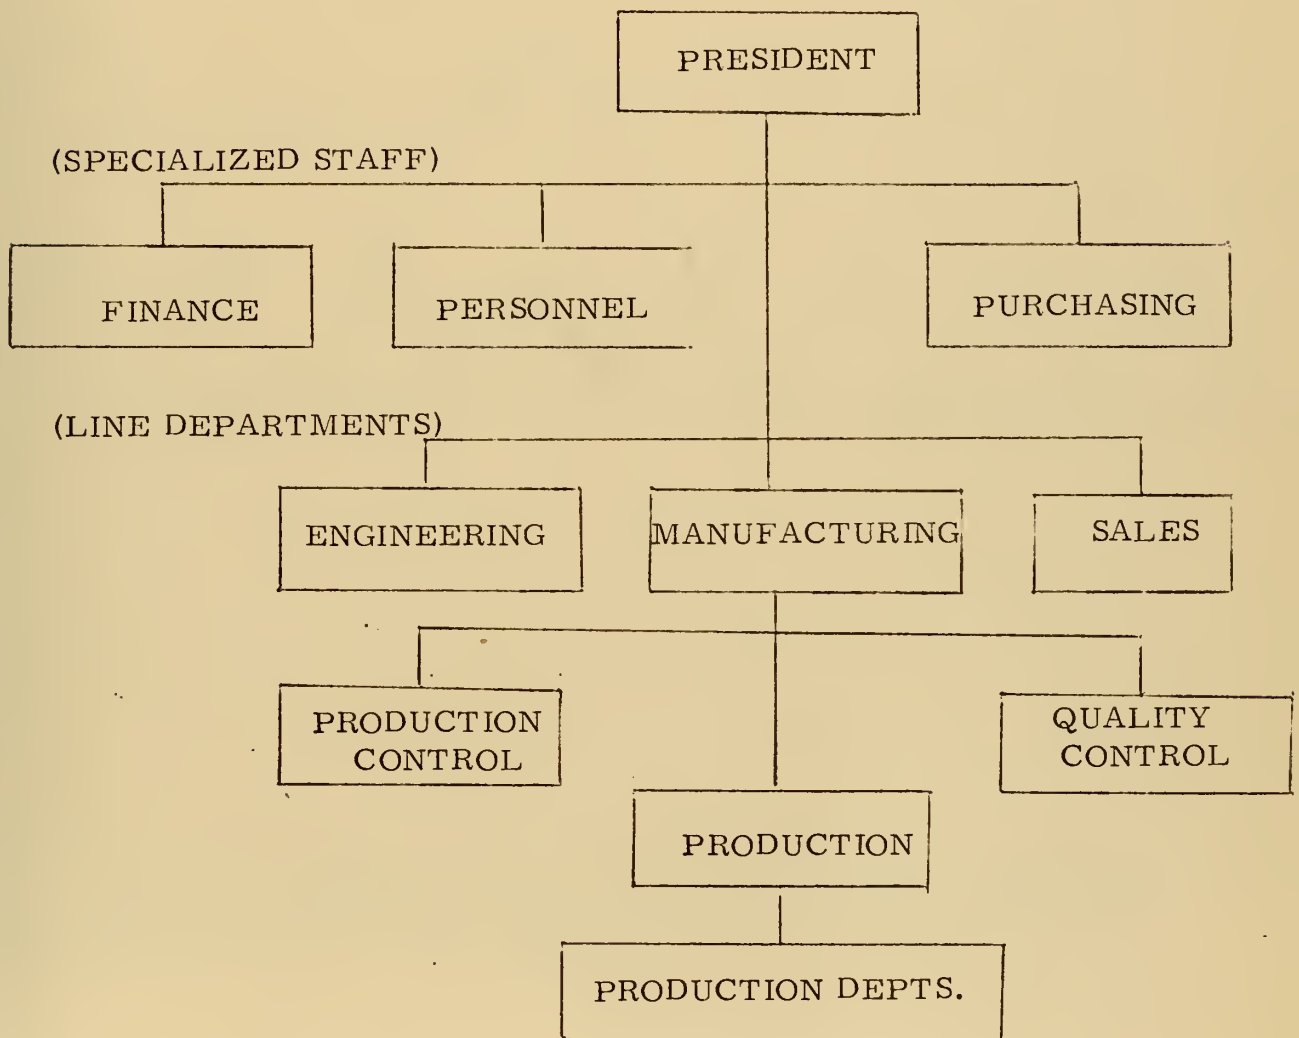 PRESIDENT
(SPECIALIZED STAFF)
FINANCE
PERSONNEL
PURCHASING
(LINE DEPARTMENTS)
ENGINEERING
MANUFACTURING
SALES
PRODUCTION
CONTROL
QUALITY
CONTROL
PRODUCTION
PRODUCTION DEPTS.